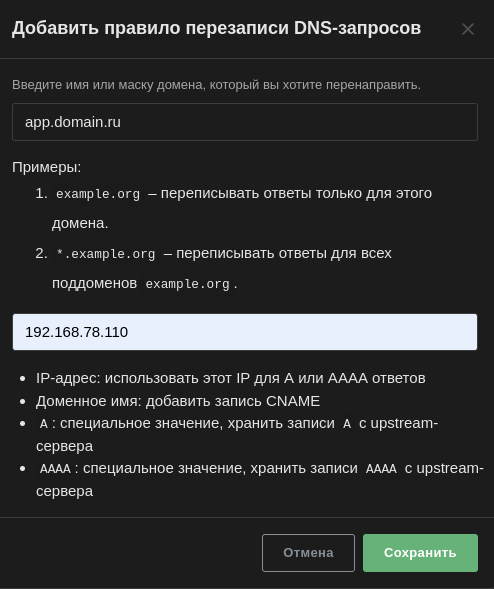 Добавить правило перезаписи DNS-запросов
Введите имя или маску домена, который вы хотите перенаправить.
app.domain.ru
Примеры:
1. example.org – переписывать ответы только для этого
домена.
2. *.example.org – переписывать ответы для всех
поддоменов example.org.
192.168.78.110
• IP-адрес: использовать этот IP для A или AAAA ответов
• Доменное имя: добавить запись CNAME
• A: специальное значение, хранить записи A с upstream-
сервера
• AAAA: специальное значение, хранить записи AAAA с upstream-
сервера
Отмена
Сохранить